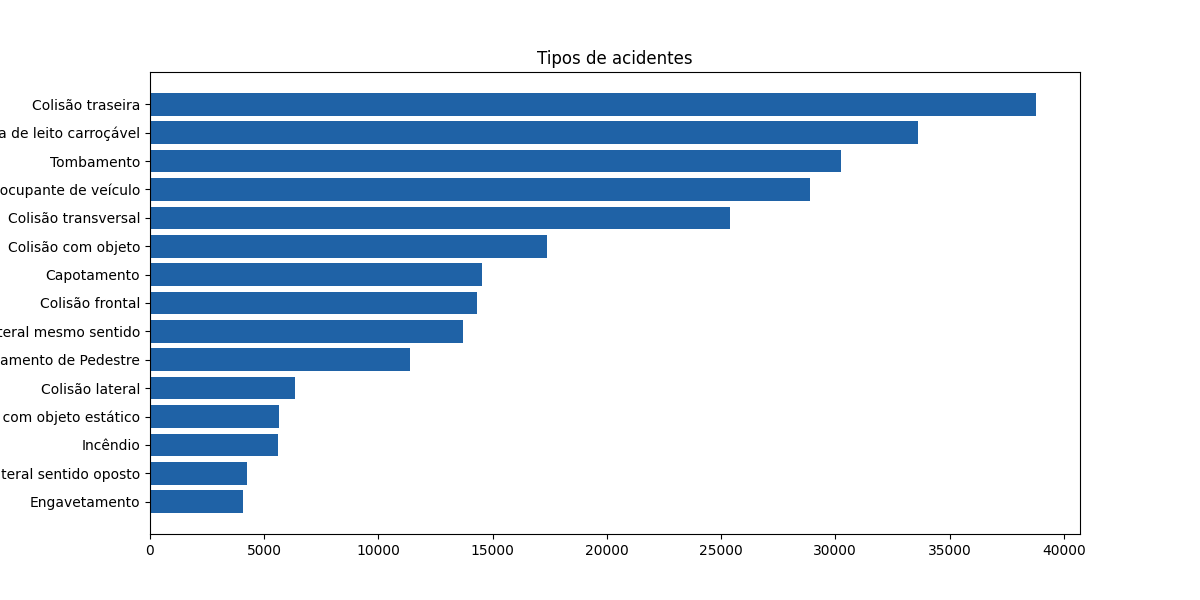 Tipos de acidentes
Colisão traseira
a de leito carroçável
Tombamento
ocupante de veículo
Colisão transversal
Colisão com objeto
Capotamento
Colisão frontal
teral mesmo sentido
amento de Pedestre
Colisão lateral
com objeto estático
Incêndio
teral sentido oposto
Engavetamento
0 5000 10000 15000 20000 25000 30000 35000 40000